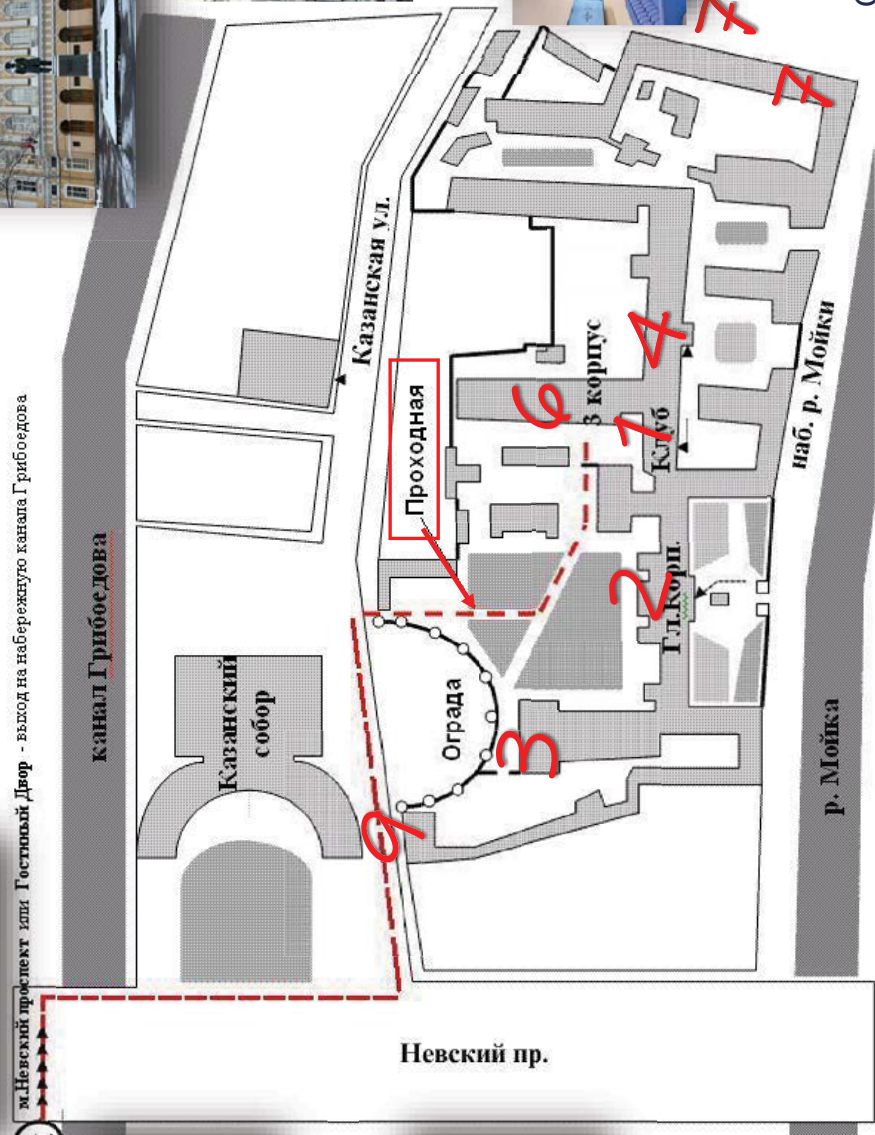 м.Невский проспект или Гостиный Двор - выход на набережную канала Грибоедова
канал Грибоедова
Казанский
собор
Казанская ул.
Проходная
Ограда
3 корпус
Клуб
Гл.Корп.
наб. р. Мойки
р. Мойка
Невский пр.
7
7
4
6
1
2
3
9